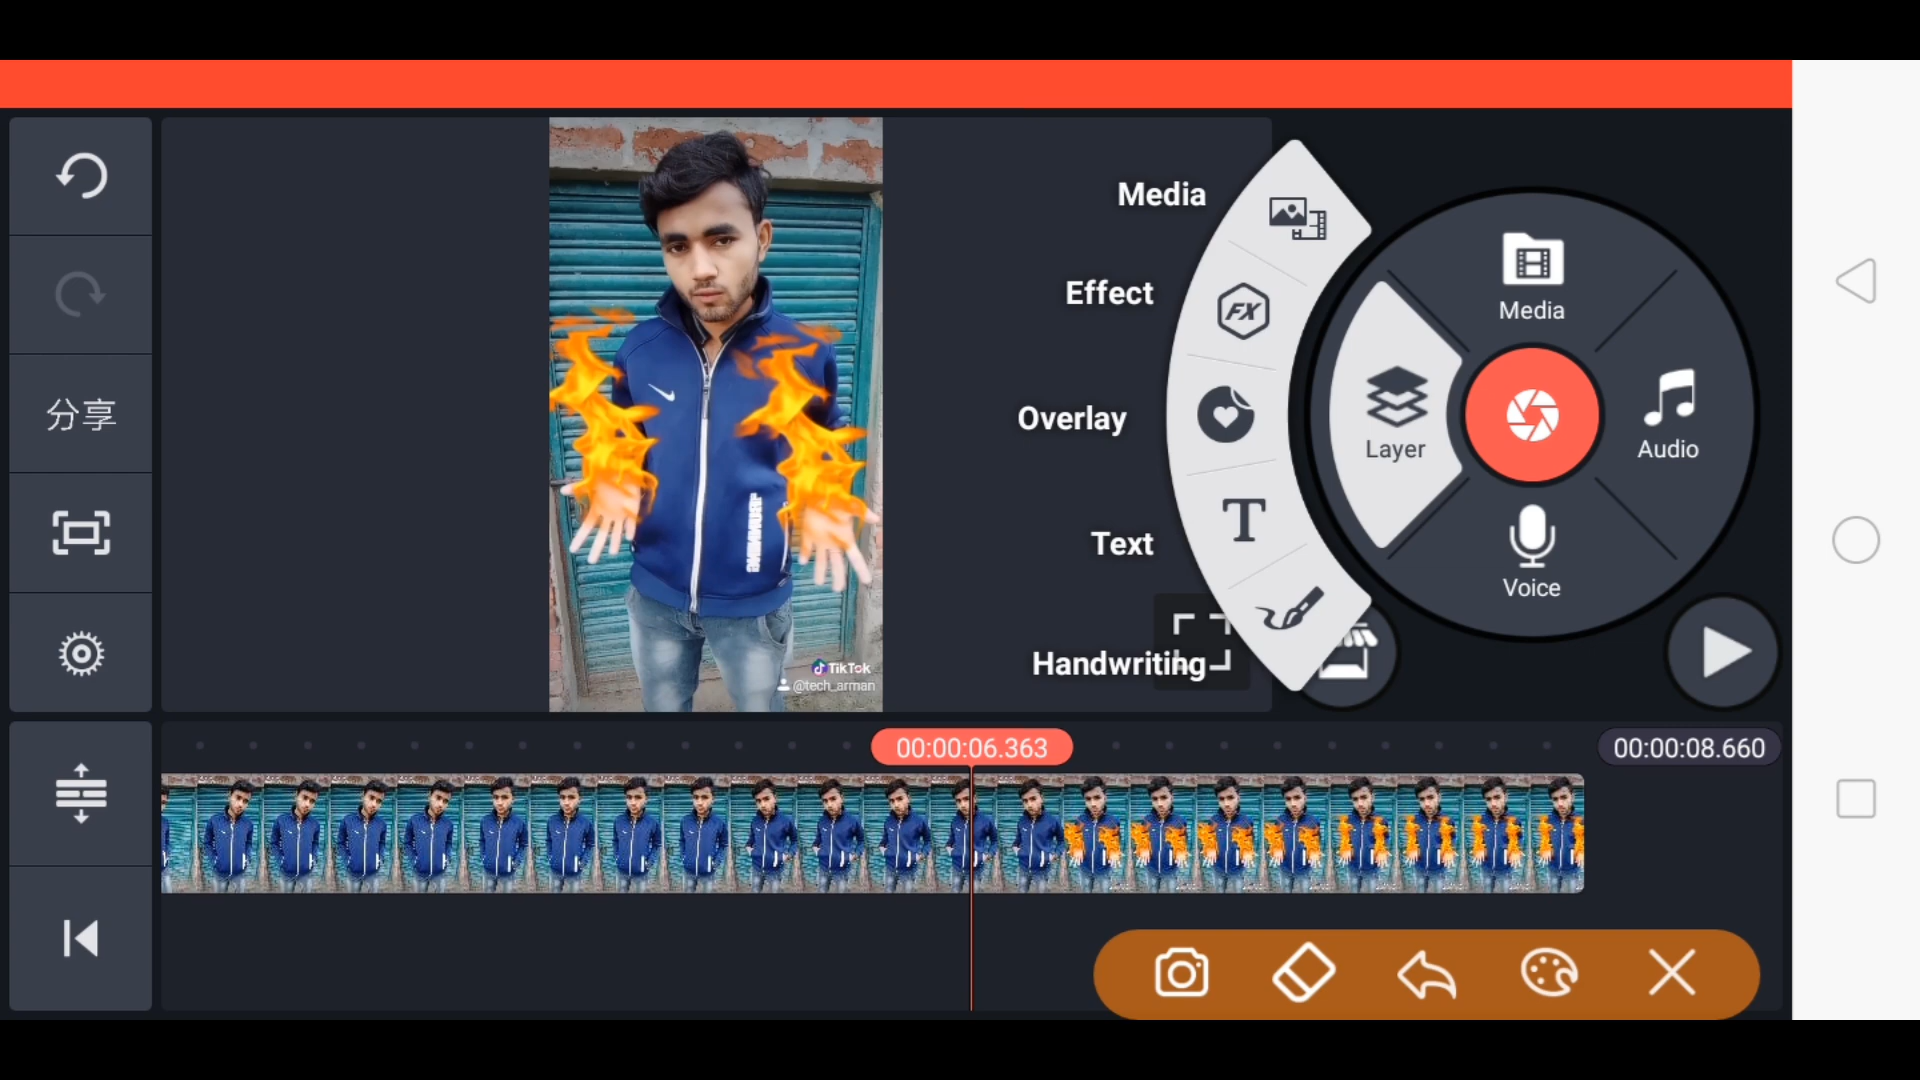 Media
Effect
Overlay
Text
Handwriting
Media
Layer
Audio
Voice
分享
FX
T
TikTok
@tech_arman
00:00:06.363
00:00:08.660